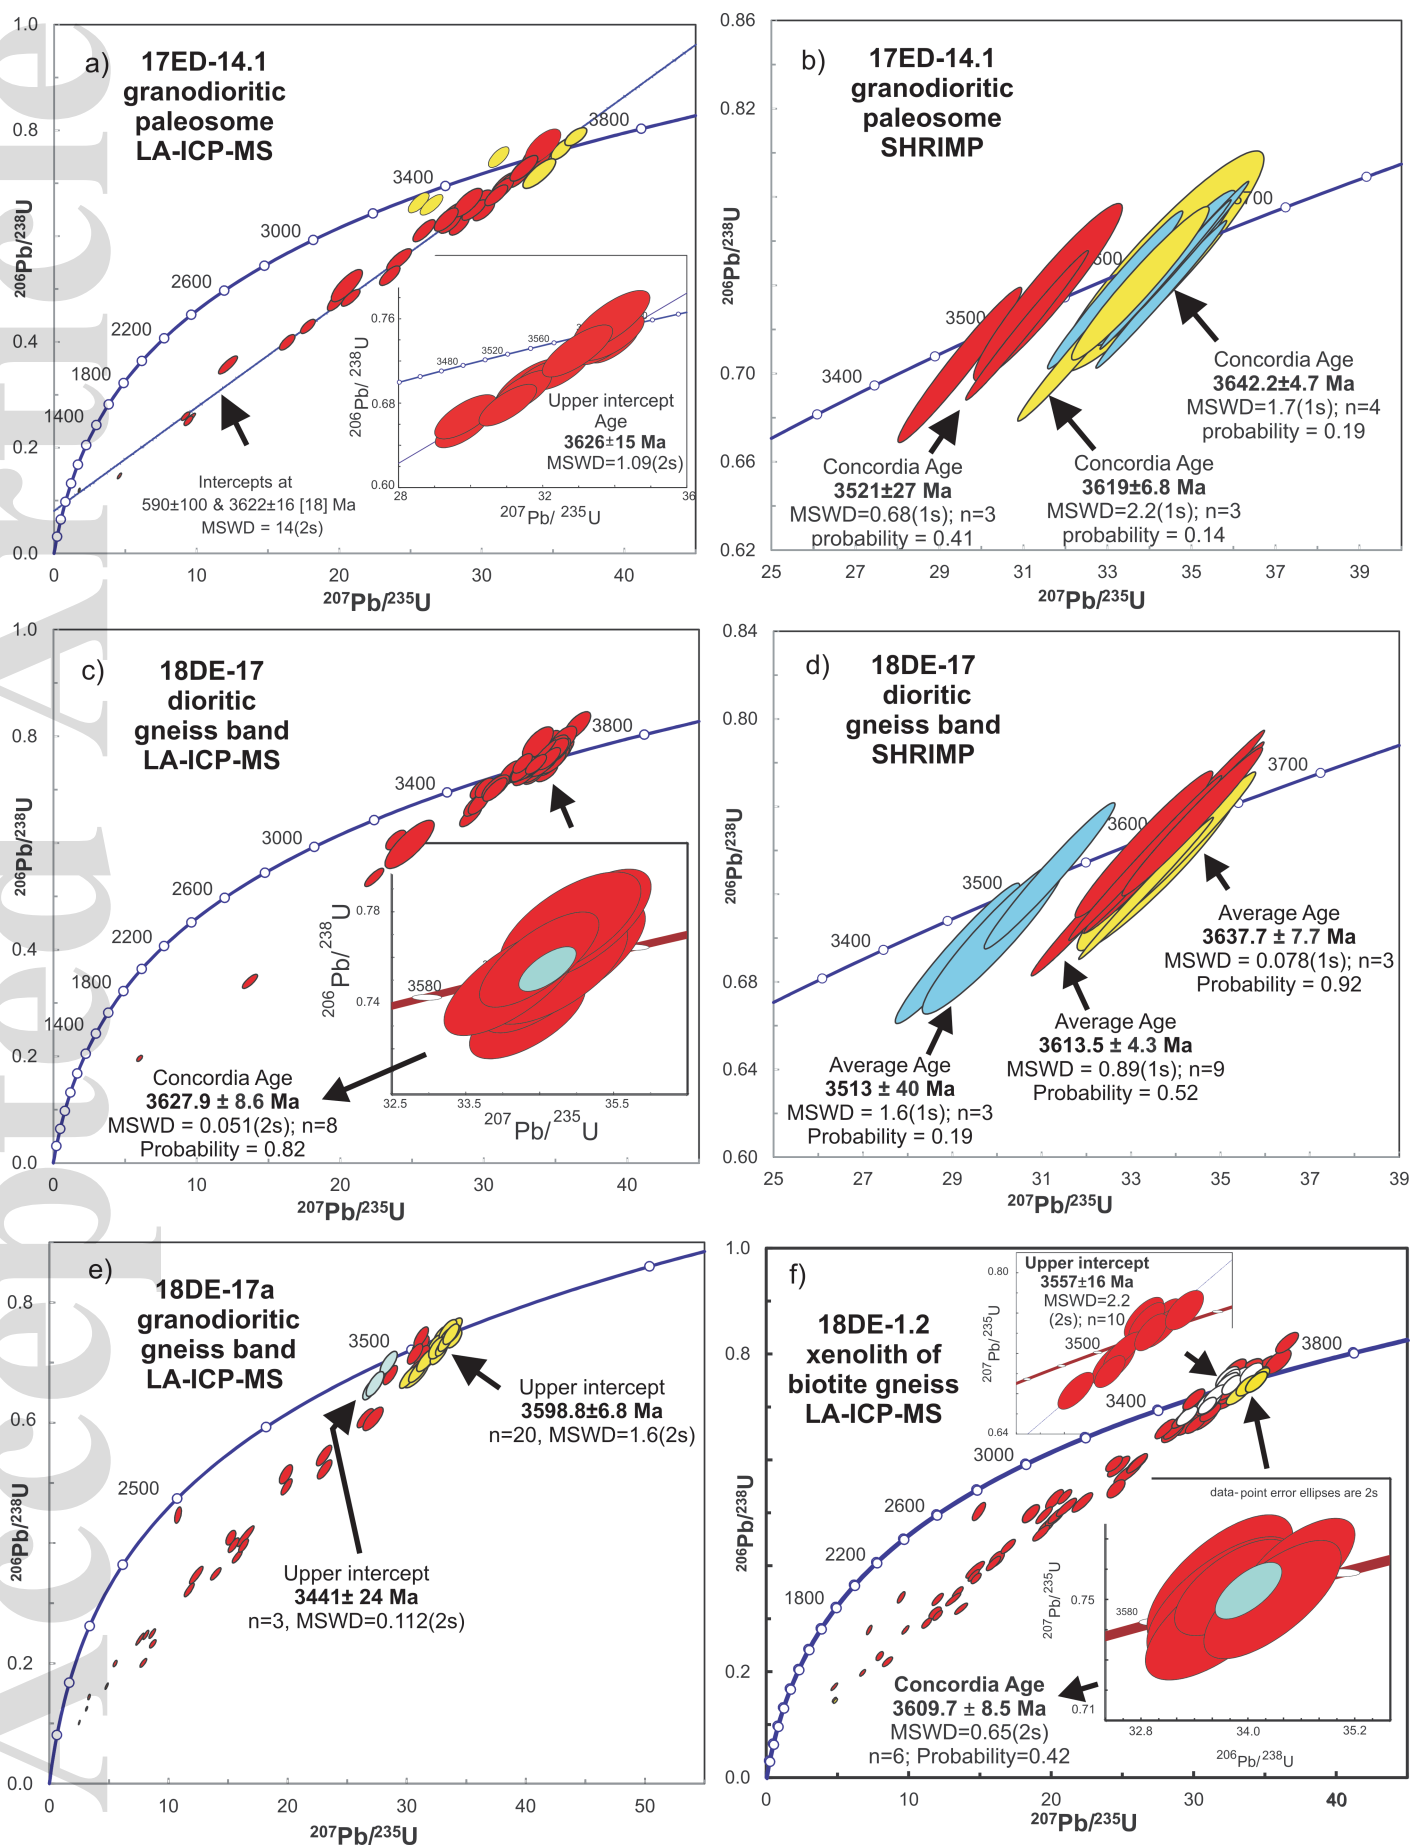 Accepted Article
a)
17ED-14.1
granodioritic
paleosome
LA-ICP-MS
1.0
0.8
0.6
0.4
0.2
0.0
206Pb/238U
1400
1800
2200
2600
3000
3400
3800
Intercepts at
590±100 & 3622±16 [18] Ma
MSWD = 14(2s)
0.76
0.68
0.60
206Pb/ 238U
3480
3520
3560
Upper intercept
Age
3626±15 Ma
MSWD=1.09(2s)
28
32
36
207Pb/ 235U
0
10
20
30
40
207Pb/235U
b)
17ED-14.1
granodioritic
paleosome
SHRIMP
0.86
0.82
0.70
0.66
0.62
206Pb/238U
3400
3500
600
3700
Concordia Age
3642.2±4.7 Ma
MSWD=1.7(1s); n=4
probability = 0.19
Concordia Age
3521±27 Ma
MSWD=0.68(1s); n=3
probability = 0.41
Concordia Age
3619±6.8 Ma
MSWD=2.2(1s); n=3
probability = 0.14
25
27
29
31
33
35
37
39
207Pb/235U
c)
18DE-17
dioritic
gneiss band
LA-ICP-MS
1.0
0.8
0.6
0.4
0.2
0.0
206Pb/238U
1400
1800
2200
2600
3000
3400
3800
Concordia Age
3627.9 ± 8.6 Ma
MSWD = 0.051(2s); n=8
Probability = 0.82
0.78
0.74
206Pb/ 238U
3580
32.5
33.5
35.5
207Pb/ 235U
0
10
20
30
40
207Pb/235U
d)
18DE-17
dioritic
gneiss band
SHRIMP
0.84
0.80
0.68
0.64
0.60
206Pb/238U
3400
3500
3600
3700
Average Age
3637.7 ± 7.7 Ma
MSWD = 0.078(1s); n=3
Probability = 0.92
Average Age
3613.5 ± 4.3 Ma
MSWD = 0.89(1s); n=9
Probability = 0.52
Average Age
3513 ± 40 Ma
MSWD = 1.6(1s); n=3
Probability = 0.19
25
27
29
31
33
35
37
39
207Pb/235U
e)
18DE-17a
granodioritic
gneiss band
LA-ICP-MS
0.8
0.6
0.4
0.2
0.0
206Pb/238U
2500
3500
Upper intercept
3598.8±6.8 Ma
n=20, MSWD=1.6(2s)
Upper intercept
3441± 24 Ma
n=3, MSWD=0.112(2s)
0
10
20
30
40
50
207Pb/235U
f)
18DE-1.2
xenolith of
biotite gneiss
LA-ICP-MS
1.0
0.8
0.6
0.4
0.2
0.0
206Pb/238U
1800
2200
2600
3000
3400
3800
Upper intercept
3557±16 Ma
MSWD=2.2
(2s); n=10
3500
0.80
0.64
207Pb/235U
data-point error ellipses are 2s
3580
0.75
0.71
207Pb/235U
32.8
34.0
35.2
206Pb/238U
Concordia Age
3609.7 ± 8.5 Ma
MSWD=0.65(2s)
n=6; Probability=0.42
0
10
20
30
40
207Pb/235U